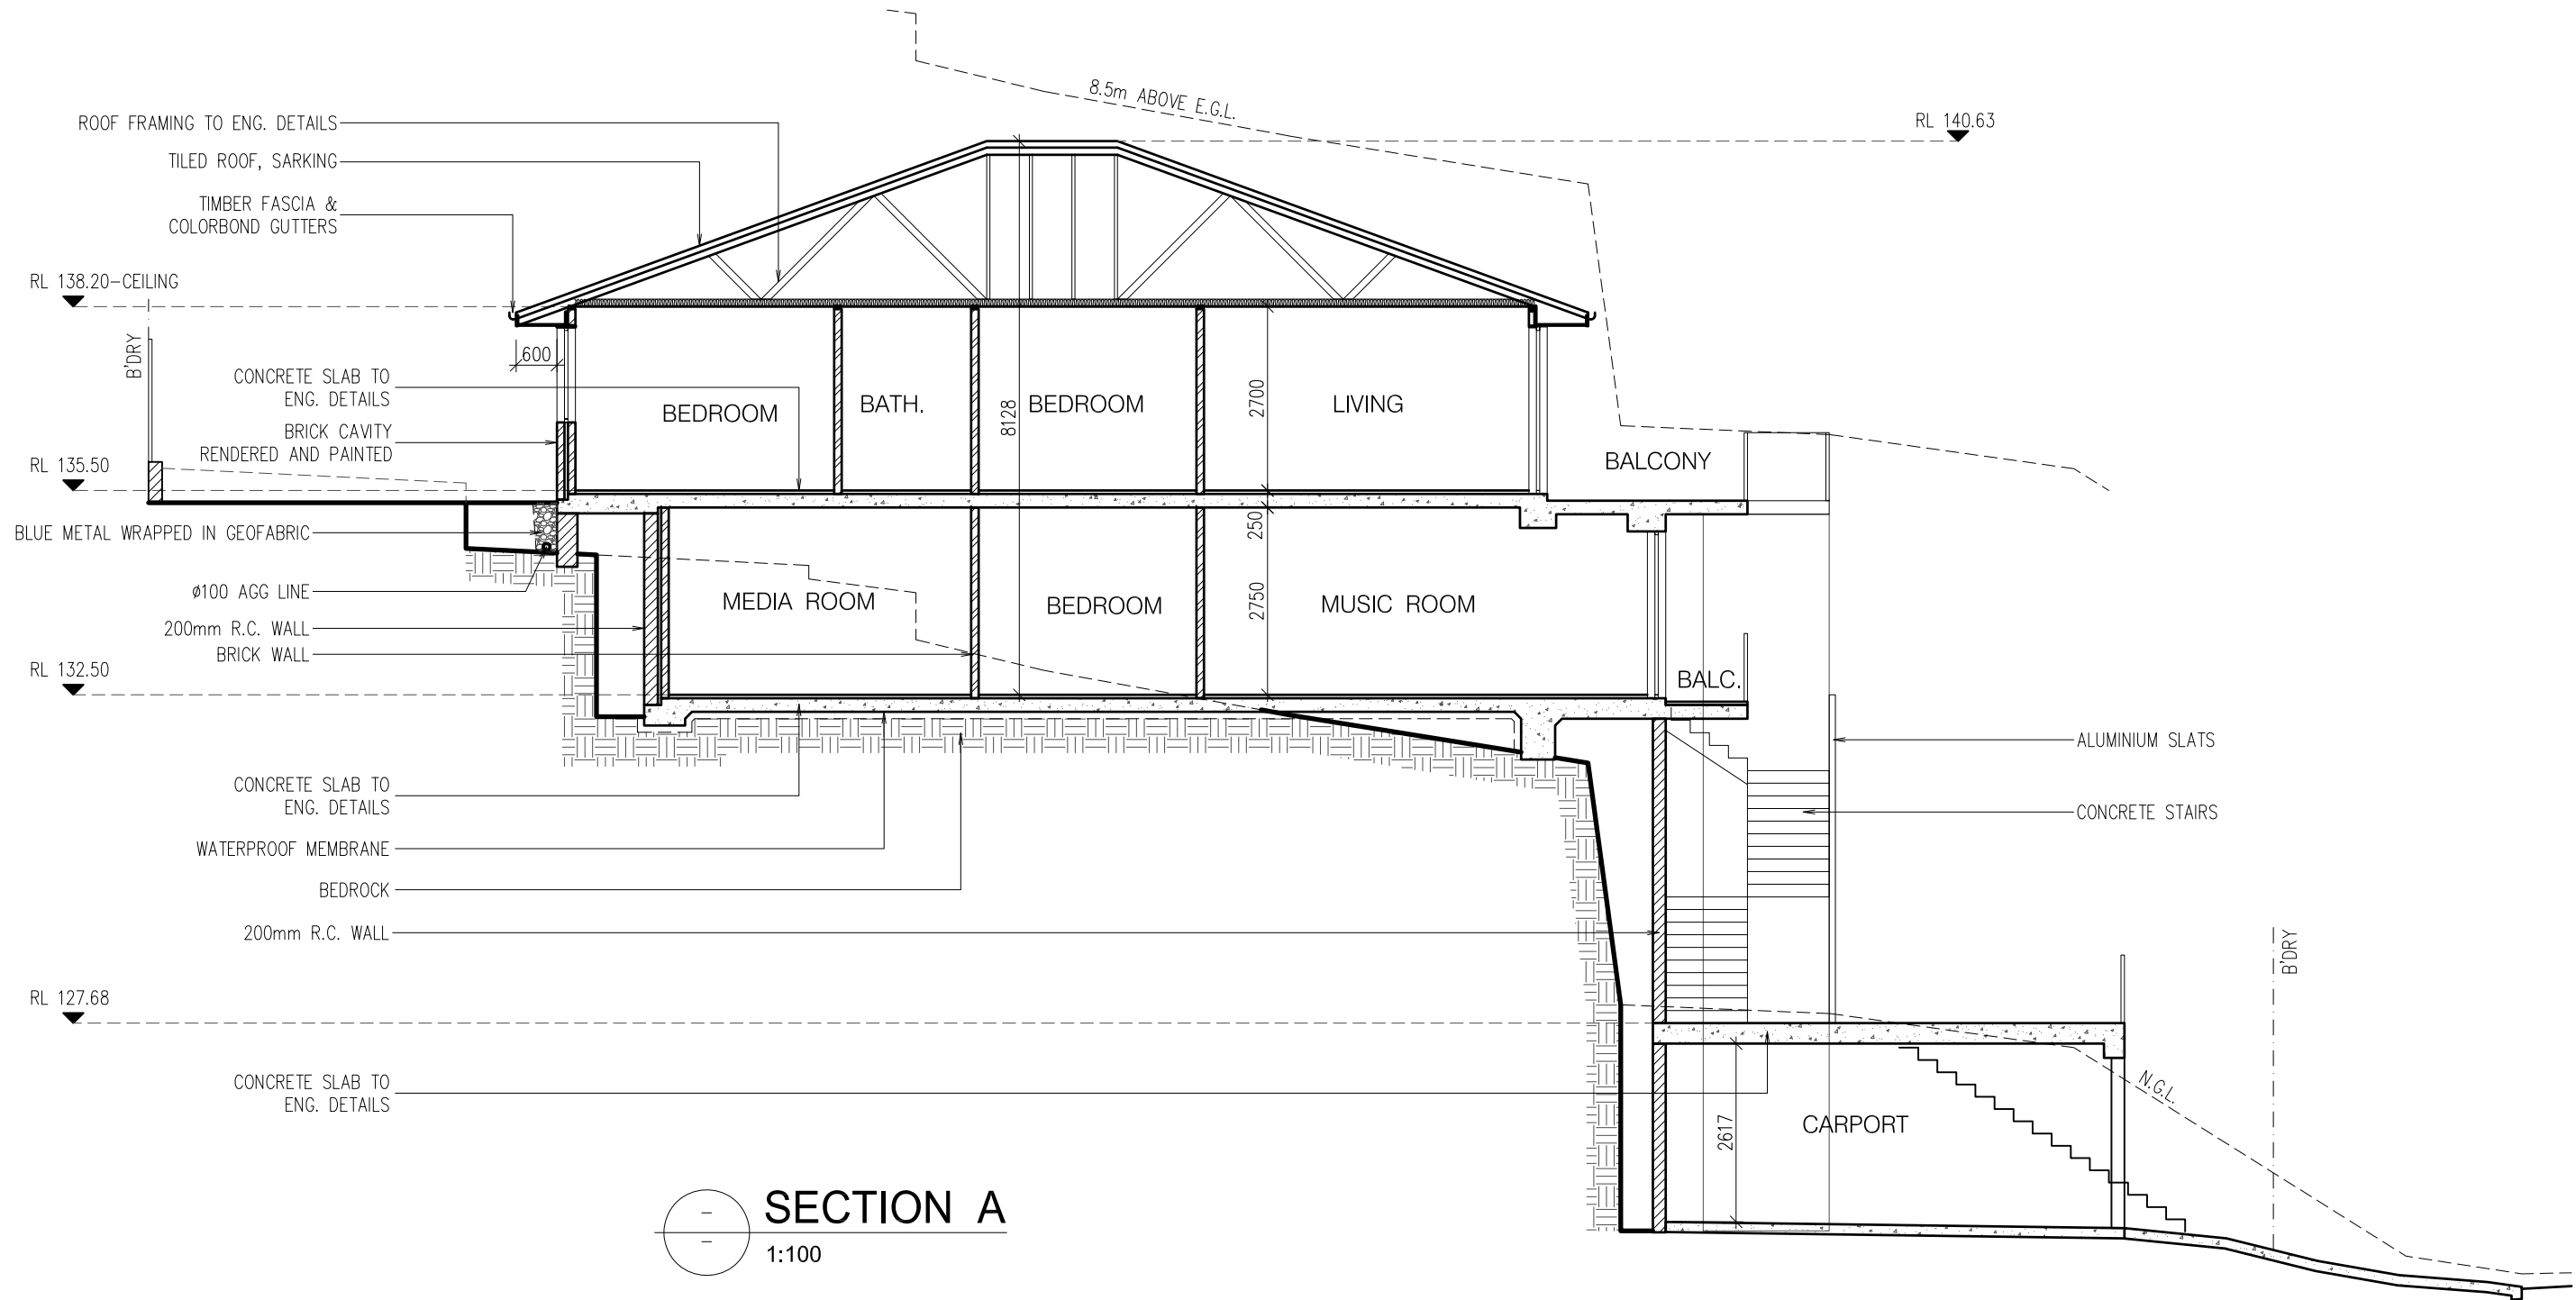 8.5m ABOVE E.G.L.
RL 140.63
ROOF FRAMING TO ENG. DETAILS
TILED ROOF, SARKING
TIMBER FASCIA &
COLORBOND GUTTERS
RL 138.20-CEILING
B'DRY
600
CONCRETE SLAB TO
ENG. DETAILS
BRICK CAVITY
RENDERED AND PAINTED
RL 135.50
BEDROOM
BATH.
8128
BEDROOM
2700
LIVING
BALCONY
BLUE METAL WRAPPED IN GEOFABRIC
250
ø100 AGG LINE
200mm R.C. WALL
BRICK WALL
RL 132.50
MEDIA ROOM
BEDROOM
2750
MUSIC ROOM
BALC.
ALUMINIUM SLATS
CONCRETE SLAB TO
ENG. DETAILS
CONCRETE STAIRS
WATERPROOF MEMBRANE
BEDROCK
200mm R.C. WALL
B'DRY
RL 127.68
CONCRETE SLAB TO
ENG. DETAILS
2617
CARPORT
N.G.L.
SECTION A
1:100